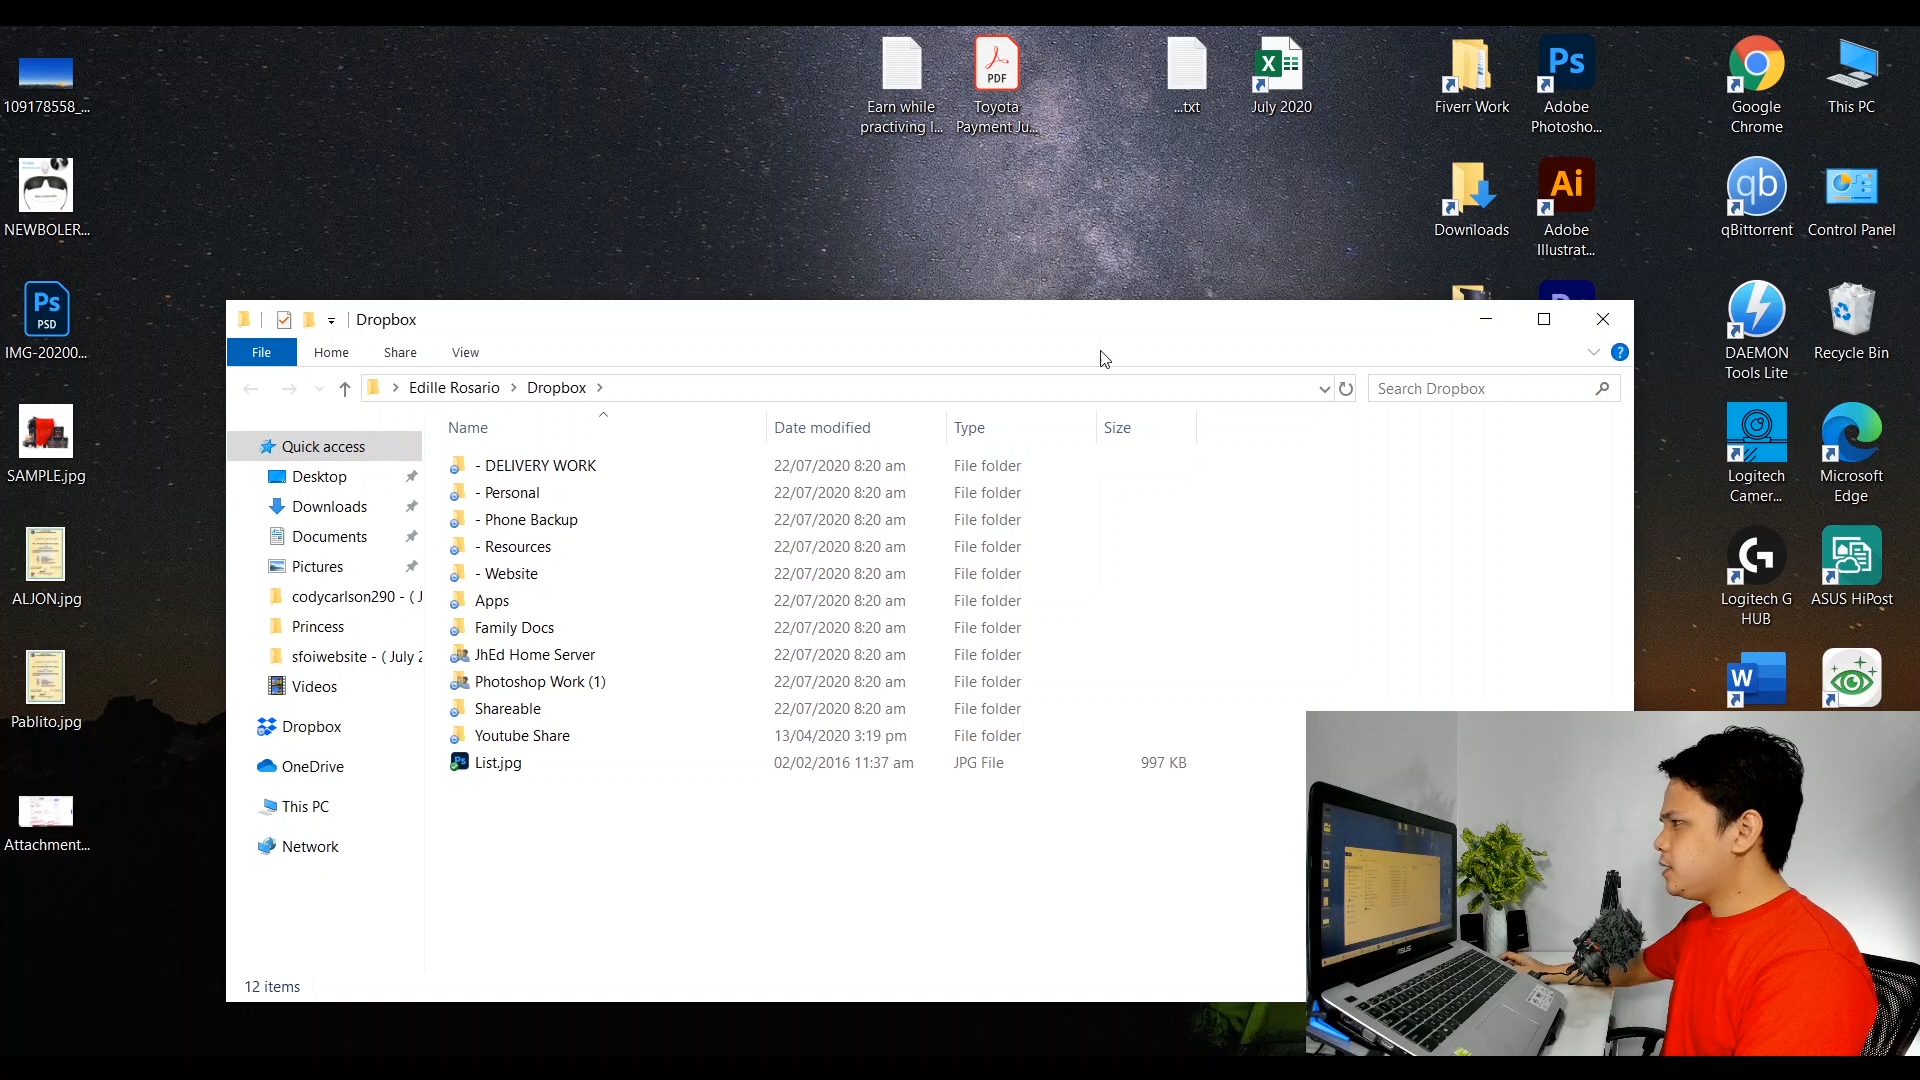 109178558_...
NEWBOLER...
Ps
PSD
IMG-20200...
SAMPLE.jpg
ALJON.jpg
Pablito.jpg
Attachment...
Earn while
practiving l...
PDF
Toyota
Payment Ju...
...txt
X
July 2020
Fiverr Work
Ps
Adobe
Photosho...
Google
Chrome
This PC
Downloads
Ai
Adobe
Illustrat...
qb
qBittorrent
Control Panel
DAEMON
Tools Lite
Recycle Bin
Logitech
Camer...
Microsoft
Edge
G
Logitech G
HUB
ASUS HiPost
W
Dropbox
File
Home
Share
View
?
Edille Rosario
Dropbox
Search Dropbox
Name
Date modified
Type
Size
Quick access
Desktop
Downloads
Documents
Pictures
codycarlson290 - ( J
Princess
sfoiwebsite - ( July 2
Videos
Dropbox
OneDrive
This PC
Network
- DELIVERY WORK 22/07/2020 8:20 am File folder
- Personal 22/07/2020 8:20 am File folder
- Phone Backup 22/07/2020 8:20 am File folder
- Resources 22/07/2020 8:20 am File folder
- Website 22/07/2020 8:20 am File folder
Apps 22/07/2020 8:20 am File folder
Family Docs 22/07/2020 8:20 am File folder
JhEd Home Server 22/07/2020 8:20 am File folder
Photoshop Work (1) 22/07/2020 8:20 am File folder
Shareable 22/07/2020 8:20 am File folder
Youtube Share 13/04/2020 3:19 pm File folder
Ps List.jpg 02/02/2016 11:37 am JPG File 997 KB
12 items
ASUS